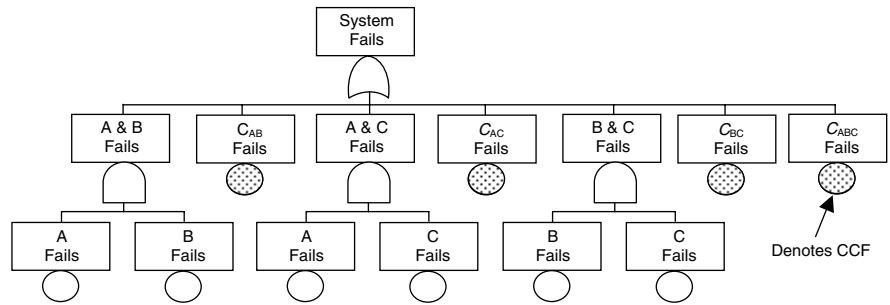 System
Fails
A & B
Fails
CAB
Fails
A & C
Fails
CAC
Fails
B & C
Fails
CBC
Fails
CABC
Fails
A
Fails
B
Fails
A
Fails
C
Fails
B
Fails
C
Fails
Denotes CCF